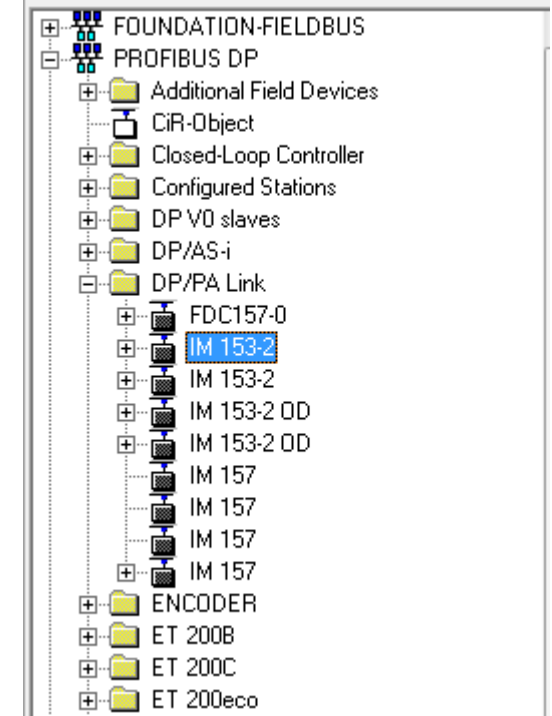 FOUNDATION-FIELDBUS
PROFIBUS DP
Additional Field Devices
CiR-Object
Closed-Loop Controller
Configured Stations
DP V0 slaves
DP/AS-i
DP/PA Link
FDC157-0
IM 153-2
IM 153-2
IM 153-2 OD
IM 153-2 OD
IM 157
IM 157
IM 157
IM 157
ENCODER
ET 200B
ET 200C
ET 200eco